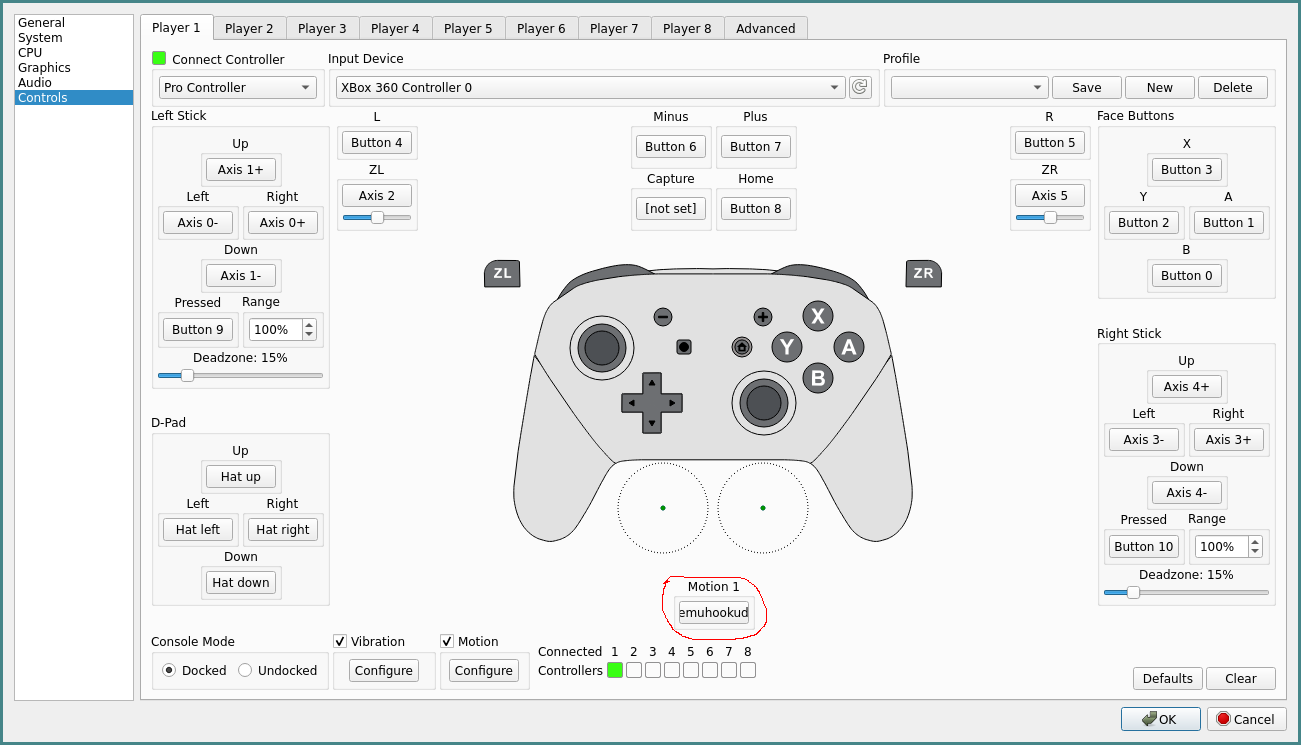 General
System
CPU
Graphics
Audio
Controls
Player 1 Player 2 Player 3 Player 4 Player 5 Player 6 Player 7 Player 8 Advanced
Connect Controller Input Device Profile
Pro Controller XBox 360 Controller 0 Save New Delete
Left Stick
Up
Axis 1+
Left Right
Axis 0- Axis 0+
Down
Axis 1-
Pressed Range
Button 9 100%
Deadzone: 15%
D-Pad
Up
Hat up
Left Right
Hat left Hat right
Down
Hat down
L
Button 4
ZL
Axis 2
Minus Plus
Button 6 Button 7
Capture Home
[not set] Button 8
R
Button 5
ZR
Axis 5
Face Buttons
X
Button 3
Y A
Button 2 Button 1
B
Button 0
Right Stick
Up
Axis 4+
Left Right
Axis 3- Axis 3+
Down
Axis 4-
Pressed Range
Button 10 100%
Deadzone: 15%
ZL ZR
X
Y A
B
Motion 1
emuhookud
Console Mode
Docked Undocked
Vibration
Configure
Motion
Configure
Connected 1 2 3 4 5 6 7 8
Controllers
Defaults Clear
OK Cancel